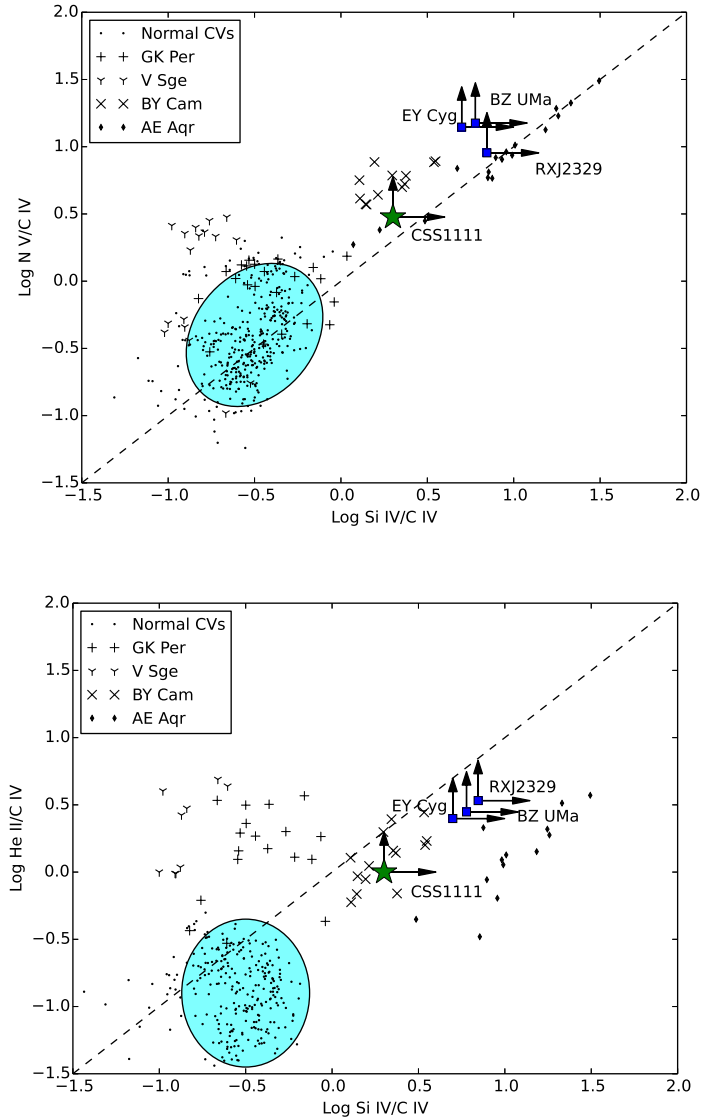 2.0
Normal CVs
GK Per
V Sge
BY Cam
AE Aqr
1.5
BZ UMa
EY Cyg
1.0
RXJ2329
0.5
CSS1111
0.0
−0.5
−1.0
−1.5
Log N V/C IV
−1.5 −1.0 −0.5 0.0 0.5 1.0 1.5 2.0
Log Si IV/C IV
2.0
Normal CVs
GK Per
V Sge
BY Cam
AE Aqr
1.5
1.0
RXJ2329
EY Cyg
BZ UMa
0.5
0.0
CSS1111
−0.5
−1.0
−1.5
Log He II/C IV
−1.5 −1.0 −0.5 0.0 0.5 1.0 1.5 2.0
Log Si IV/C IV